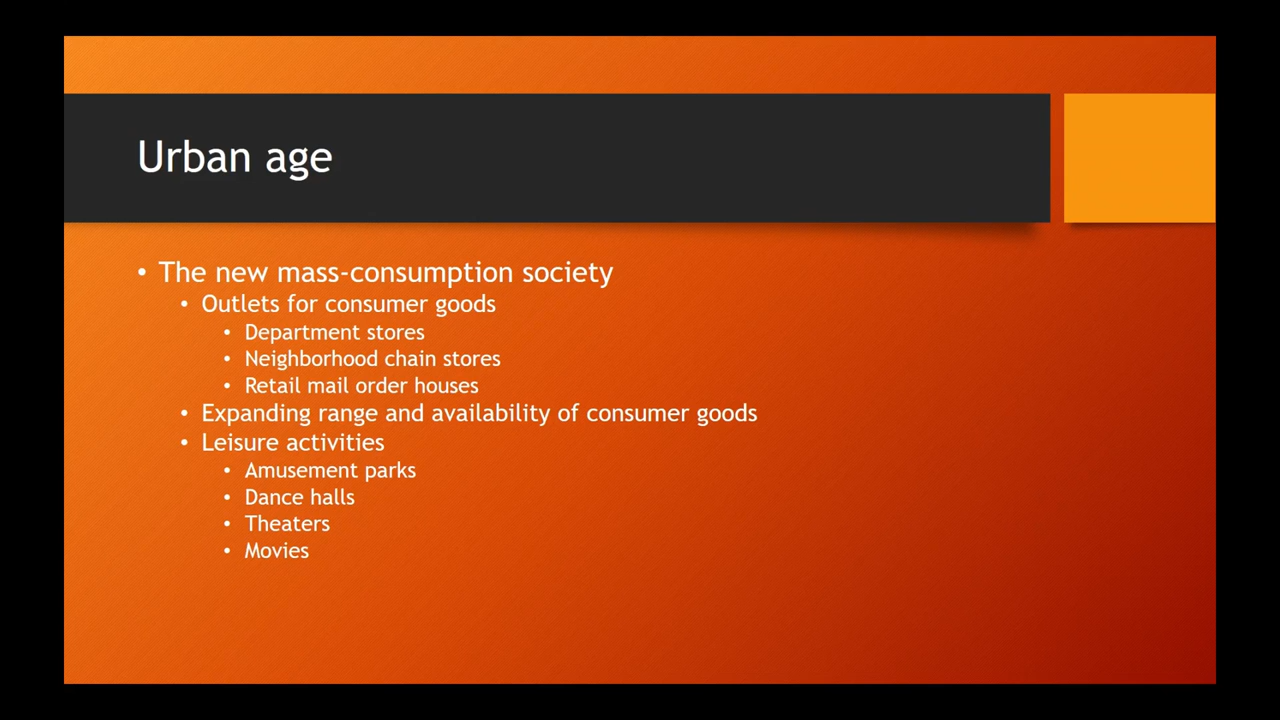 Urban age
• The new mass-consumption society
• Outlets for consumer goods
• Department stores
• Neighborhood chain stores
• Retail mail order houses
• Expanding range and availability of consumer goods
• Leisure activities
• Amusement parks
• Dance halls
• Theaters
• Movies